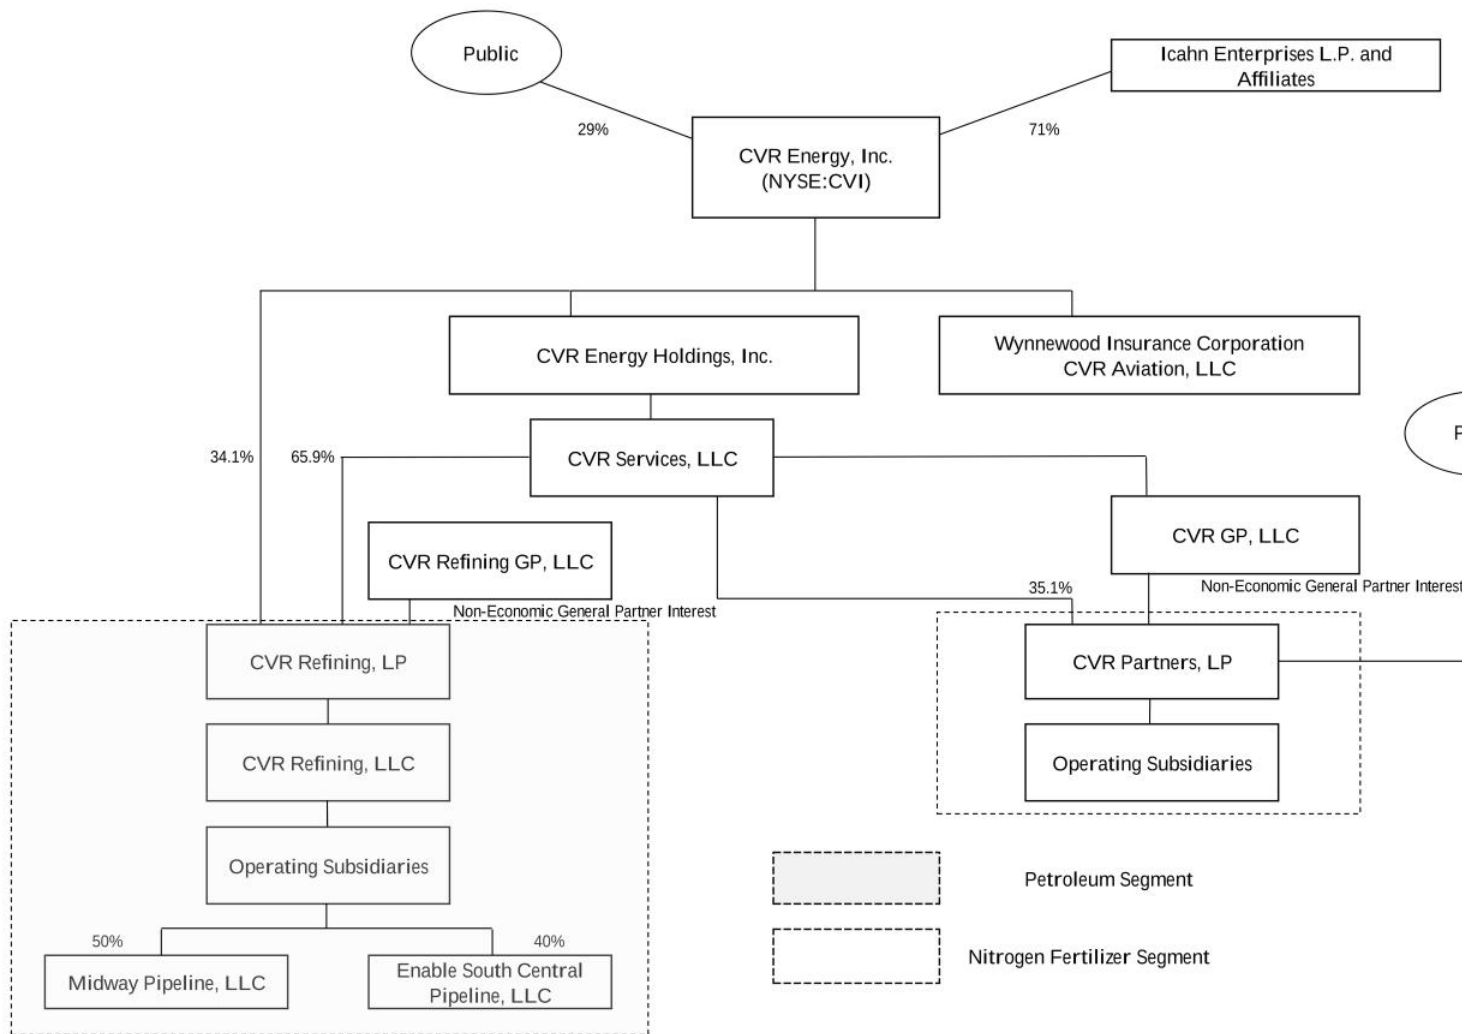 Public
Icahn Enterprises L.P. and
Affiliates
29%
71%
CVR Energy, Inc.
(NYSE:CVI)
CVR Energy Holdings, Inc.
Wynnewood Insurance Corporation
CVR Aviation, LLC
34.1%
65.9%
CVR Services, LLC
P
CVR Refining GP, LLC
CVR GP, LLC
Non-Economic General Partner Interest
35.1%
Non-Economic General Partner Interest
CVR Refining, LP
CVR Partners, LP
CVR Refining, LLC
Operating Subsidiaries
Operating Subsidiaries
Petroleum Segment
50%
40%
Nitrogen Fertilizer Segment
Midway Pipeline, LLC
Enable South Central
Pipeline, LLC